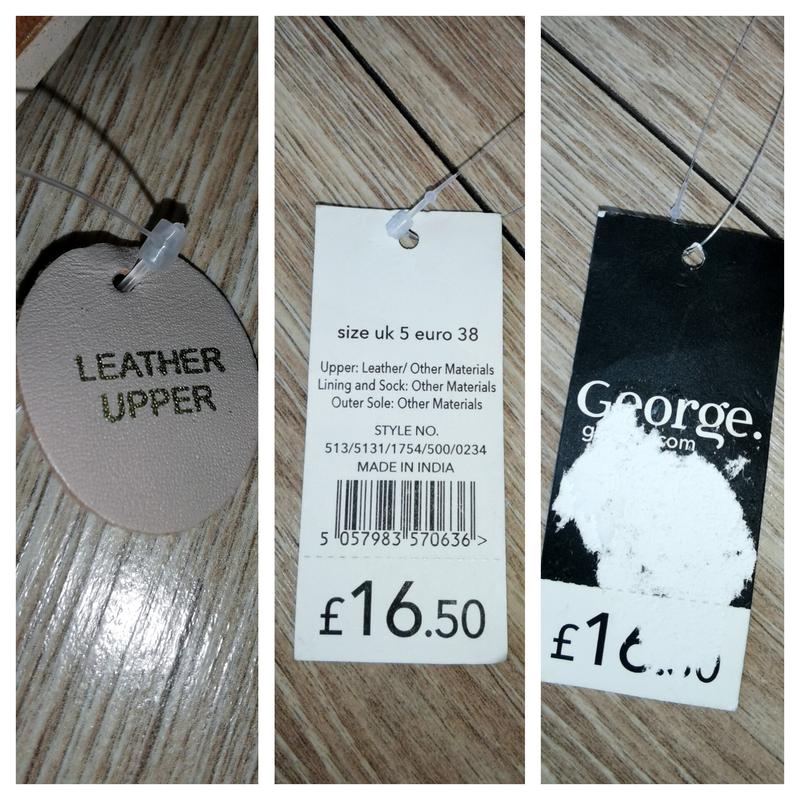 LEATHER
UPPER
size uk 5 euro 38
Upper: Leather/ Other Materials
Lining and Sock: Other Materials
Outer Sole: Other Materials
STYLE NO.
513/5131/1754/500/0234
MADE IN INDIA
5 057983 570636 >
£16.50
George.